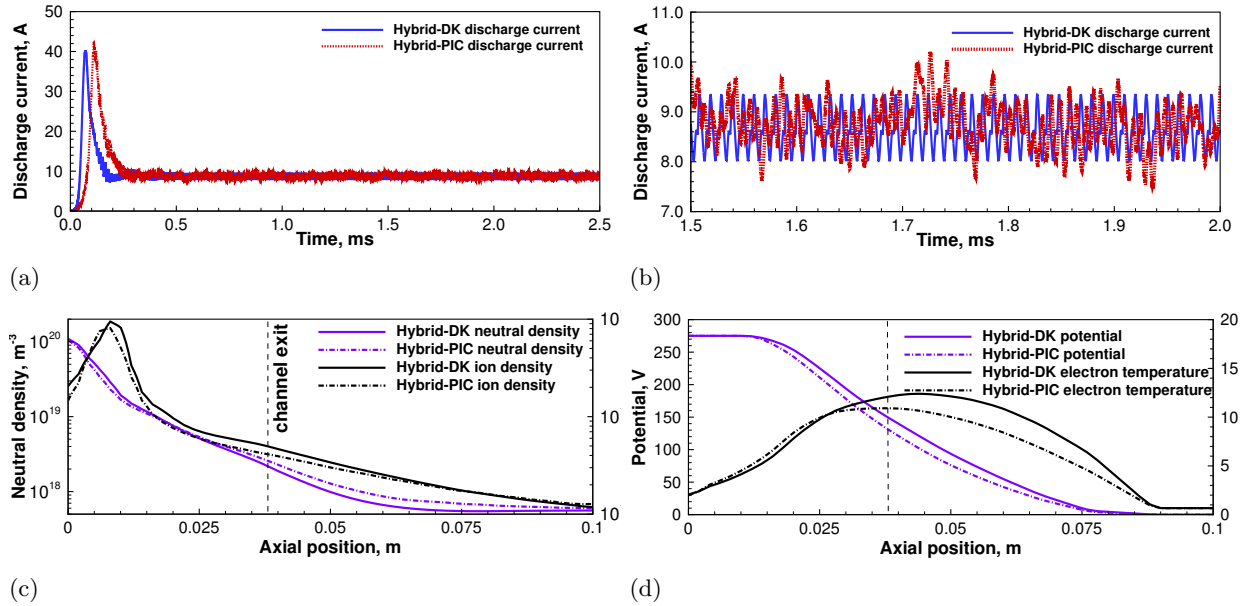 Hybrid-DK discharge current
Hybrid-PIC discharge current
Discharge current, A
50
40
30
20
10
0
0.0 0.5 1.0 1.5 2.0 2.5
Time, ms
(a)
Hybrid-DK discharge current
Hybrid-PIC discharge current
Discharge current, A
11.0
10.0
9.0
8.0
7.0
1.5 1.6 1.7 1.8 1.9 2.0
Time, ms
(b)
Hybrid-DK neutral density
Hybrid-PIC neutral density
Hybrid-DK ion density
Hybrid-PIC ion density
channel exit
Neutral density, m⁻³
10²⁰
10¹⁹
10¹⁸
10
10
10
0 0.025 0.05 0.075 0.1
Axial position, m
(c)
Hybrid-DK potential
Hybrid-PIC potential
Hybrid-DK electron temperature
Hybrid-PIC electron temperature
Potential, V
300
250
200
150
100
50
0
20
15
10
5
0
0 0.025 0.05 0.075 0.1
Axial position, m
(d)